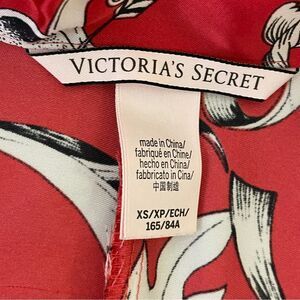 VICTORIA'S SECRET
made in China/
fabriqué en Chine/
hecho en China/
fabbricato in Cina/
中国制造
XS/XP/ECH/
165/84A